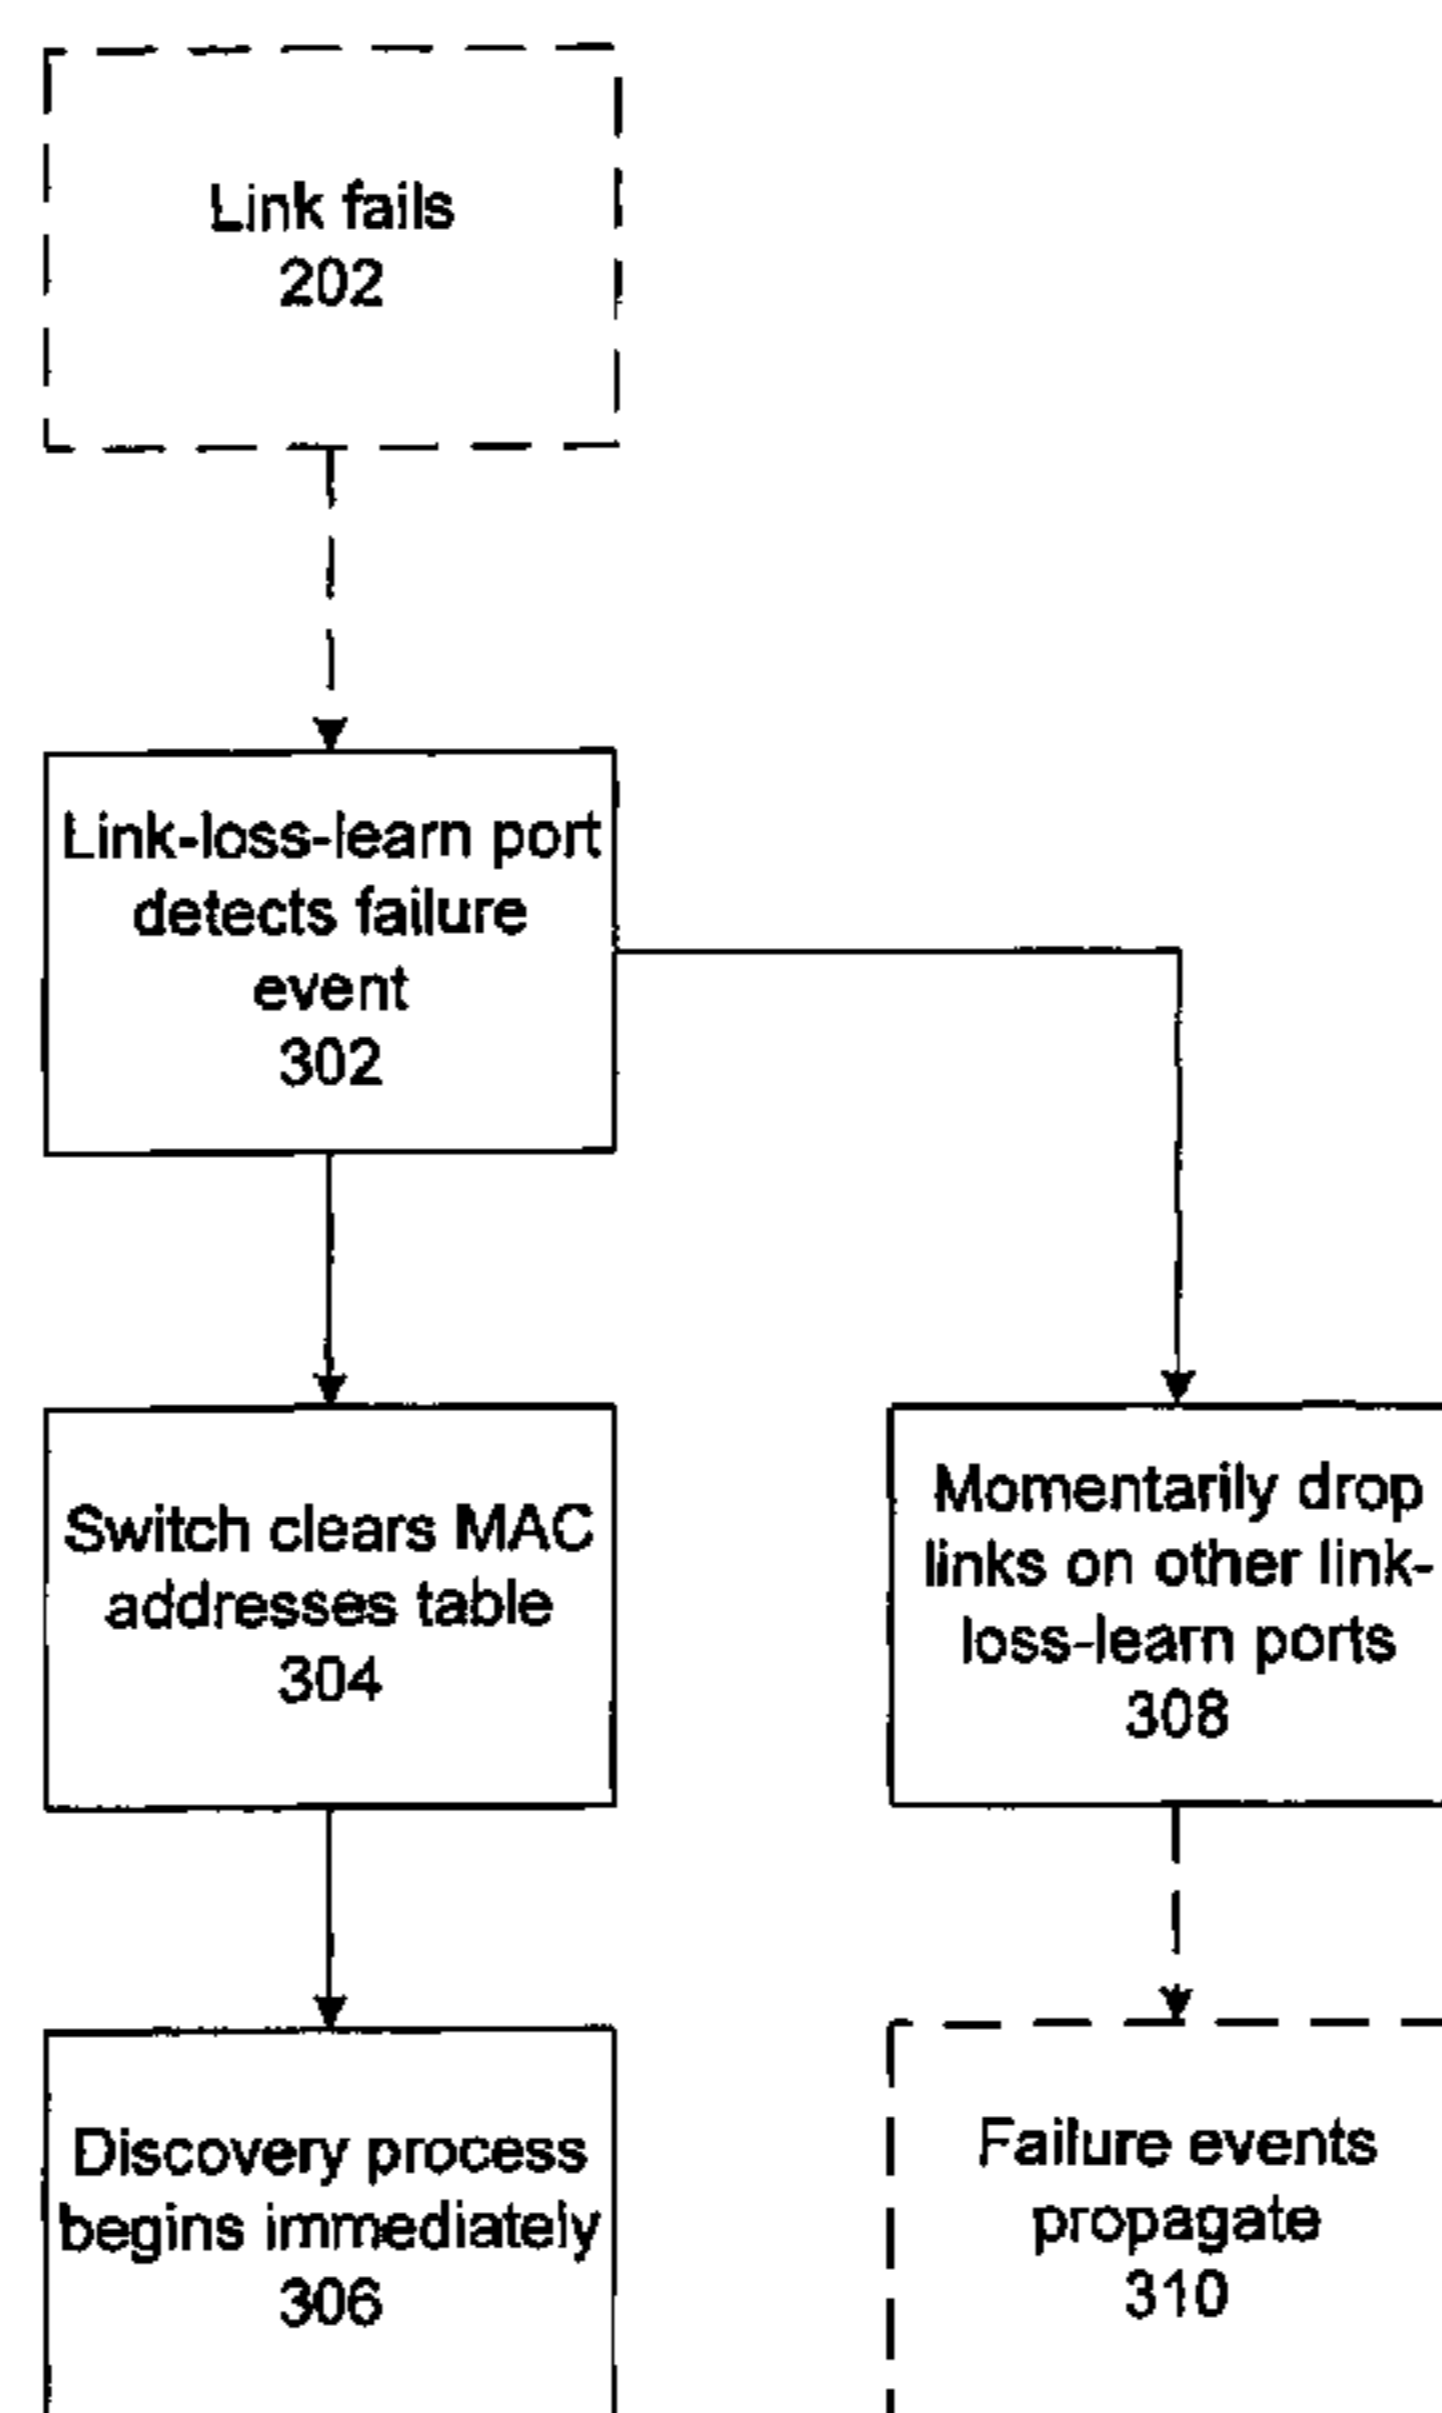 Link fails
202
Link-loss-learn port
detects failure
event
302
Switch clears MAC
addresses table
304
Momentarily drop
links on other link-
loss-learn ports
308
Discovery process
begins immediately
306
Failure events
propagate
310